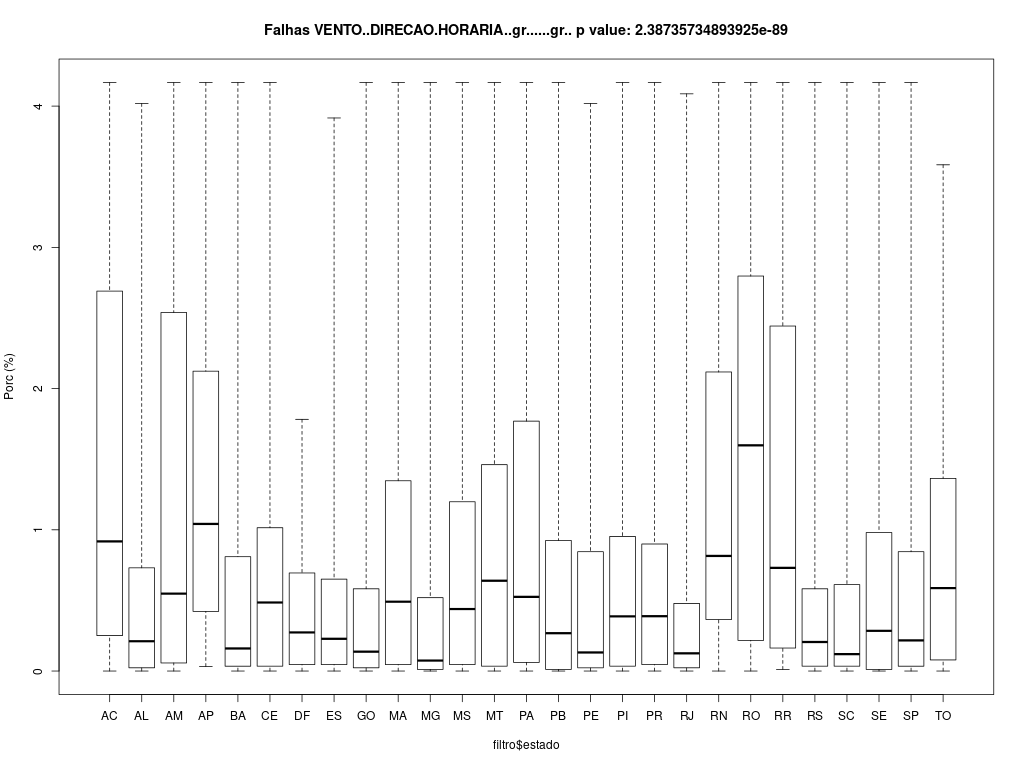 Falhas VENTO..DIRECAO.HORARIA..gr......gr.. p value: 2.38735734893925e-89
Porc (%)
4
3
2
1
0
AC AL AM AP BA CE DF ES GO MA MG MS MT PA PB PE PI PR RJ RN RO RR RS SC SE SP TO
filtro$estado